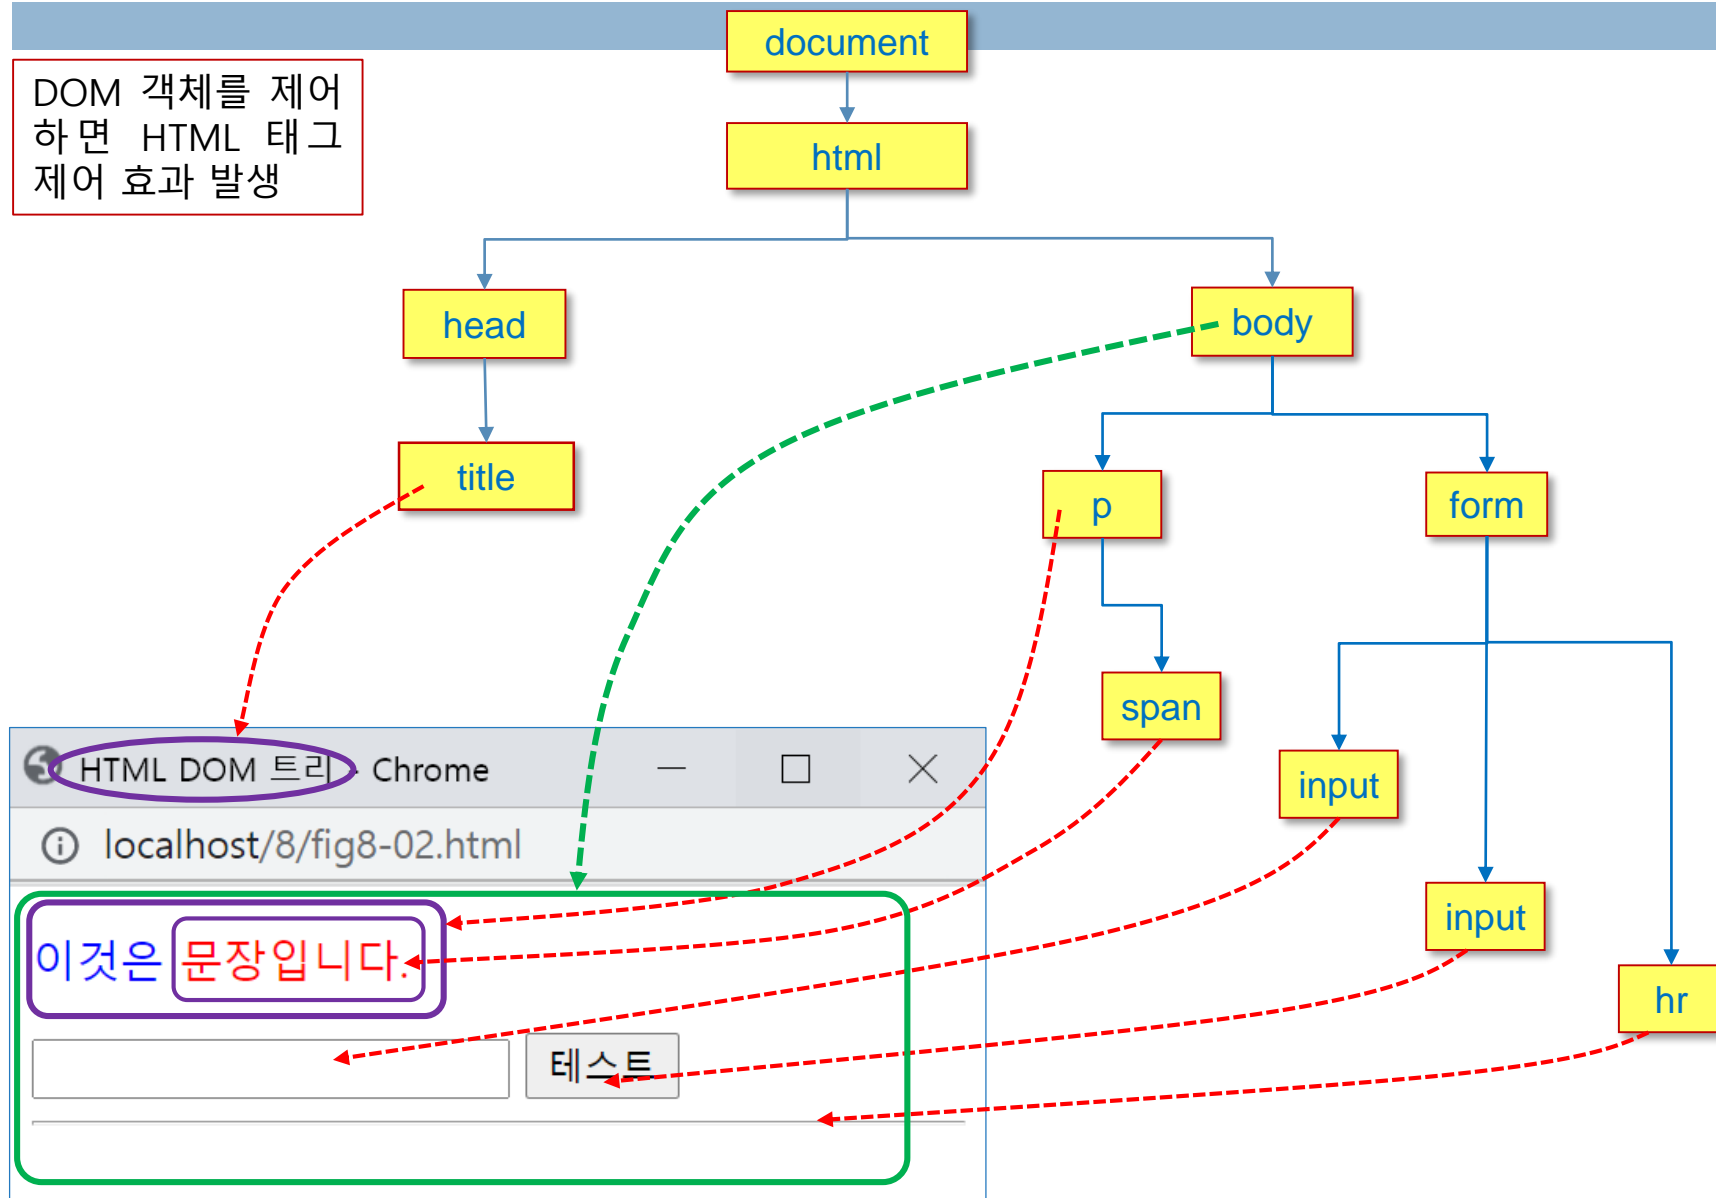 document
DOM 객체를 제어
하면 HTML 태그
제어 효과 발생
html
head
body
title
p
form
span
input
input
hr
HTML DOM 트리 - Chrome
localhost/8/fig8-02.html
이것은 문장입니다.
테스트